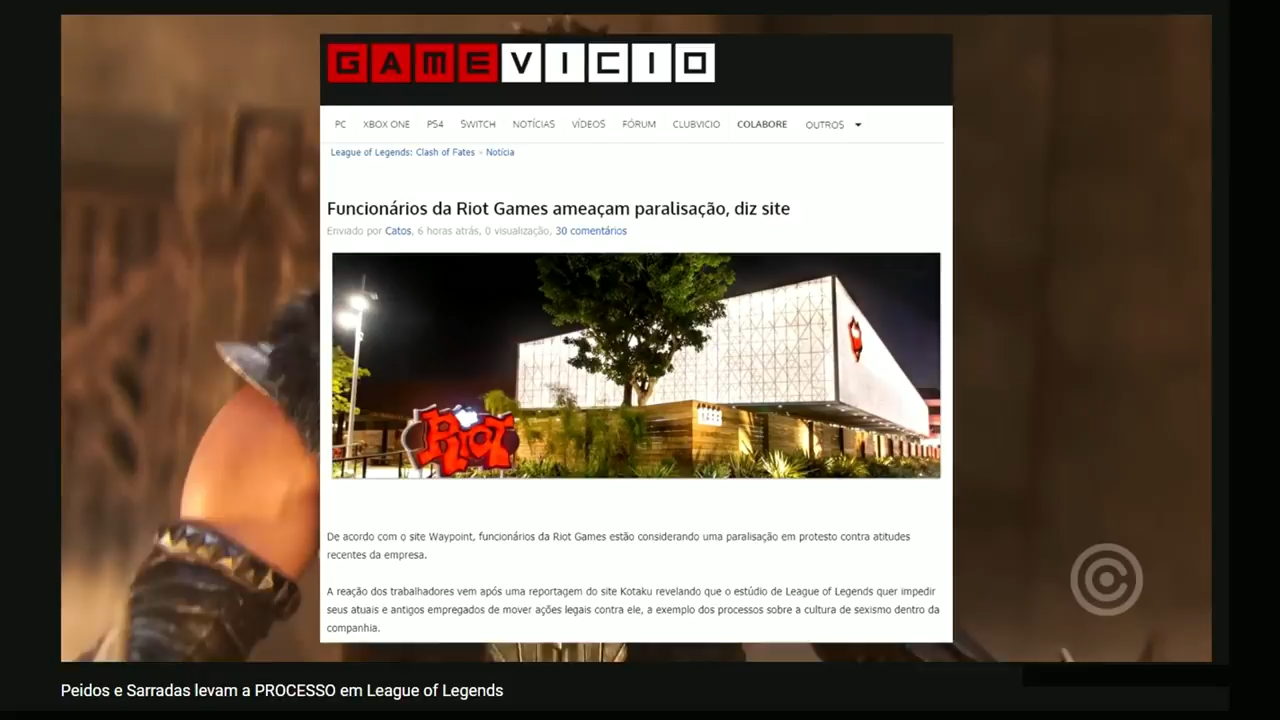 GAMEVICIO
PC XBOX ONE PS4 SWITCH NOTÍCIAS VÍDEOS FÓRUM CLUBVICIO COLABORE OUTROS
League of Legends: Clash of Fates » Notícia
Funcionários da Riot Games ameaçam paralisação, diz site
Enviado por Catos, 6 horas atrás, 0 visualização, 30 comentários
RIOT
De acordo com o site Waypoint, funcionários da Riot Games estão considerando uma paralisação em protesto contra atitudes
recentes da empresa.
A reação dos trabalhadores vem após uma reportagem do site Kotaku revelando que o estúdio de League of Legends quer impedir
seus atuais e antigos empregados de mover ações legais contra ele, a exemplo dos processos sobre a cultura de sexismo dentro da
companhia.
Peidos e Sarradas levam a PROCESSO em League of Legends